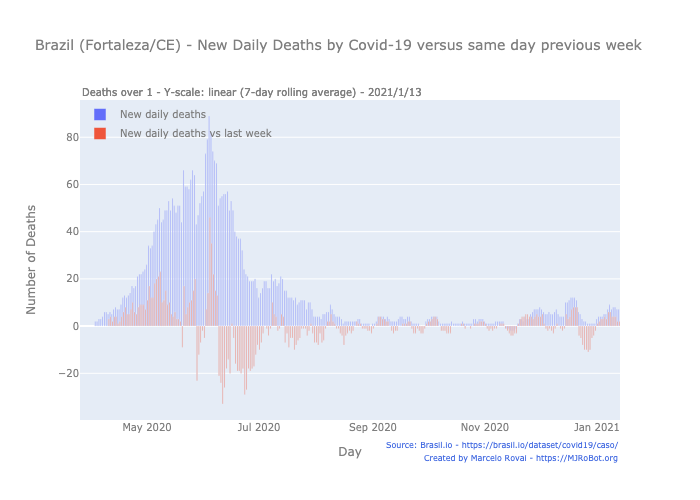 Brazil (Fortaleza/CE) - New Daily Deaths by Covid-19 versus same day previous week
Deaths over 1 - Y-scale: linear (7-day rolling average) - 2021/1/13
New daily deaths
New daily deaths vs last week
Number of Deaths
80
60
40
20
0
−20
May 2020
Jul 2020
Sep 2020
Nov 2020
Jan 2021
Day
Source: Brasil.io - https://brasil.io/dataset/covid19/caso/
Created by Marcelo Rovai - https://MJRoBot.org